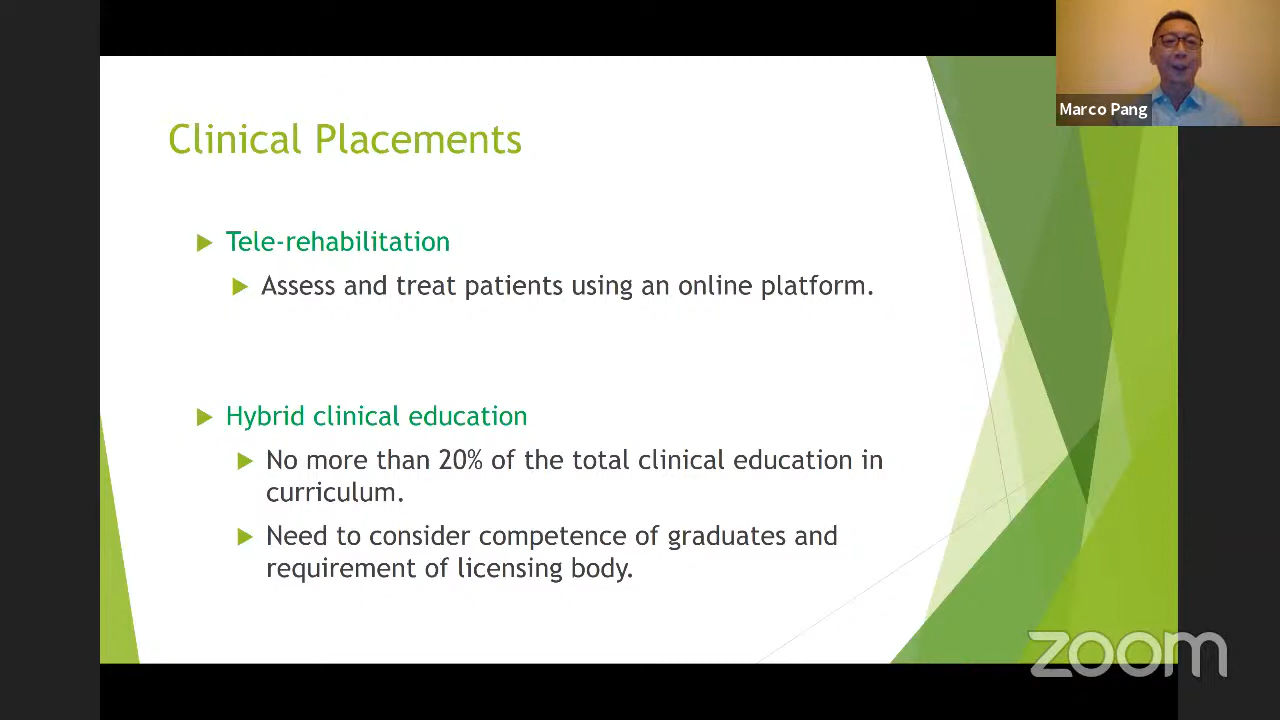 Marco Pang
Clinical Placements
Tele-rehabilitation
Assess and treat patients using an online platform.
Hybrid clinical education
No more than 20% of the total clinical education in
curriculum.
Need to consider competence of graduates and
requirement of licensing body.
zoom